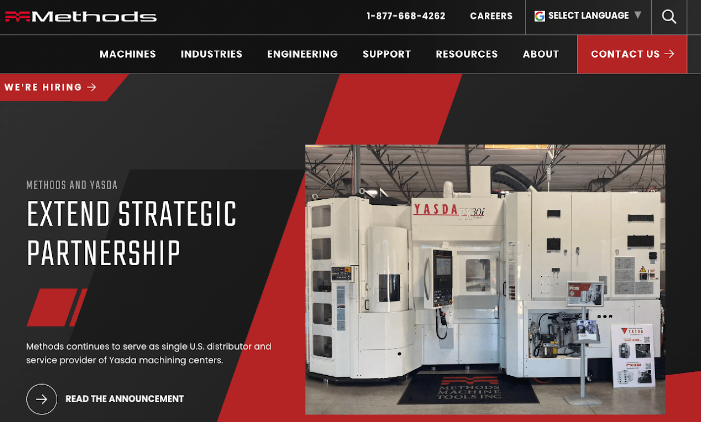 Methods
1-877-668-4262 CAREERS SELECT LANGUAGE ▼
MACHINES INDUSTRIES ENGINEERING SUPPORT RESOURCES ABOUT CONTACT US →
WE'RE HIRING →
METHODS AND YASDA
EXTEND STRATEGIC
PARTNERSHIP
Methods continues to serve as single U.S. distributor and
service provider of Yasda machining centers.
→ READ THE ANNOUNCEMENT
YASDA
YASDA
METHODS
MACHINE
TOOLS INC